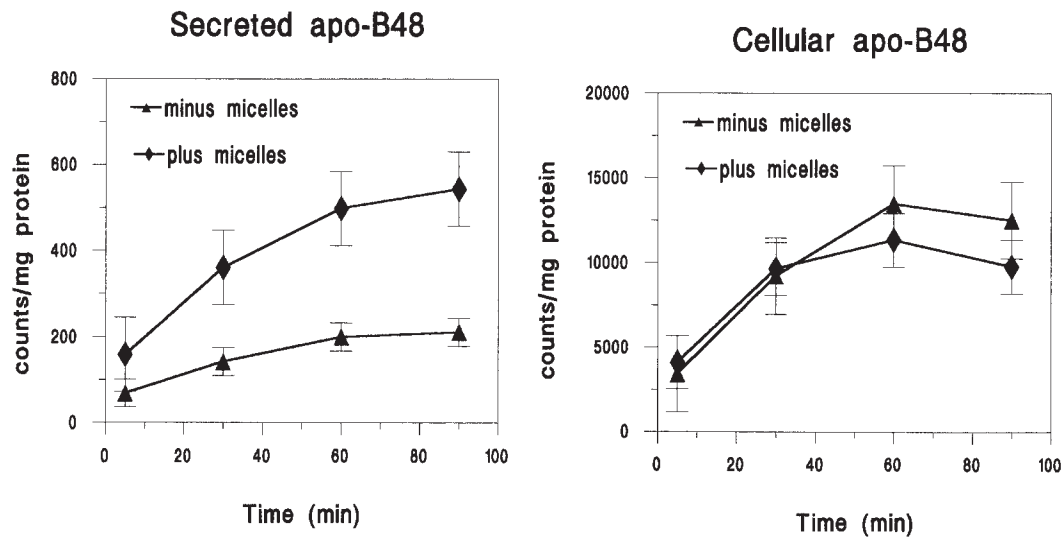 Secreted apo-B48
800
600
400
200
0
minus micelles
plus micelles
counts/mg protein
0 20 40 60 80 100
Time (min)
Cellular apo-B48
20000
15000
10000
5000
0
minus micelles
plus micelles
counts/mg protein
0 20 40 60 80 100
Time (min)